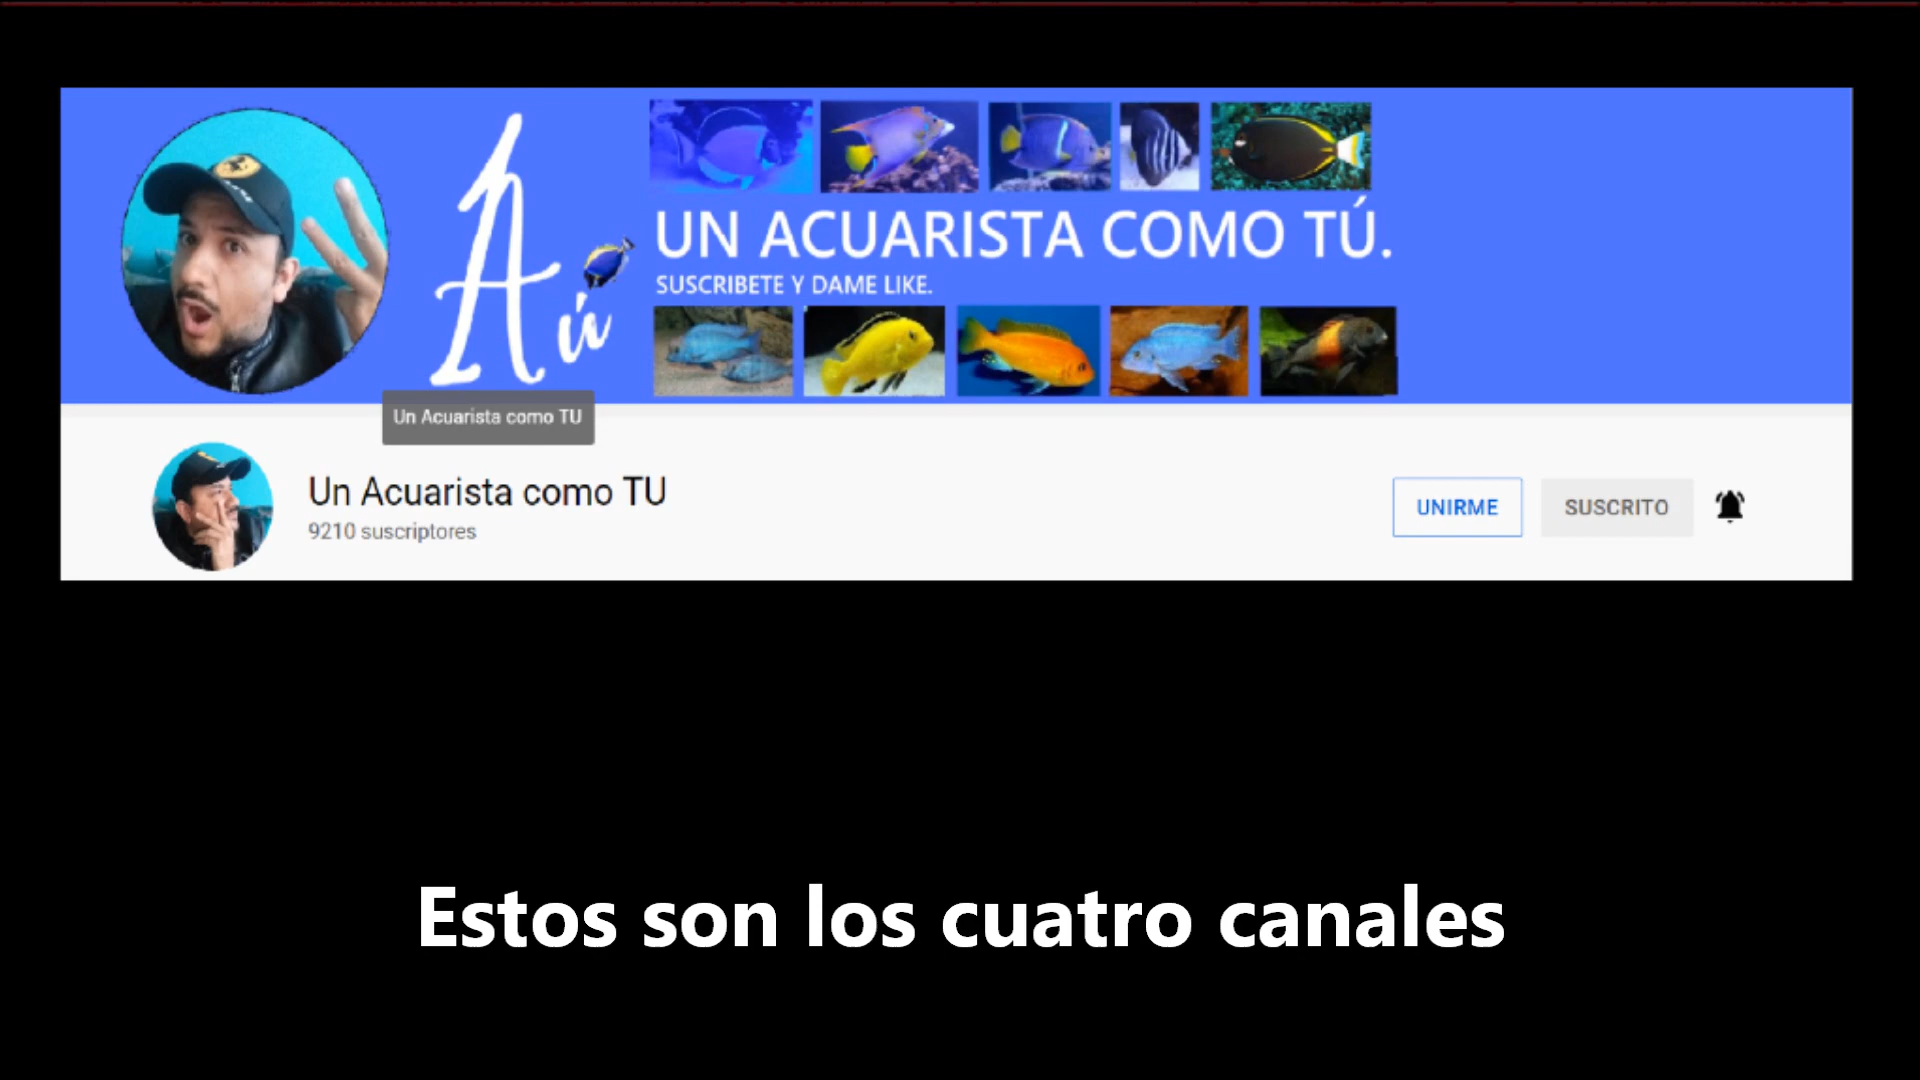 Aú
UN ACUARISTA COMO TÚ.
SUSCRIBETE Y DAME LIKE.
Un Acuarista como TU
Un Acuarista como TU
9210 suscriptores
UNIRME
SUSCRITO
Estos son los cuatro canales